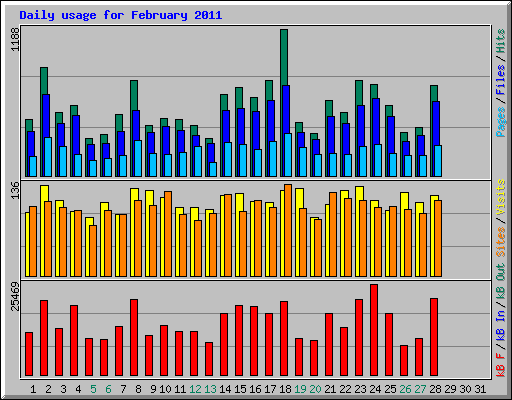 Daily usage for February 2011
1188
Pages / Files / Hits
136
Sites / Visits
25469
kB F / kB In / kB Out
1 2 3 4 5 6 7 8 9 10 11 12 13 14 15 16 17 18 19 20 21 22 23 24 25 26 27 28 29 30 31